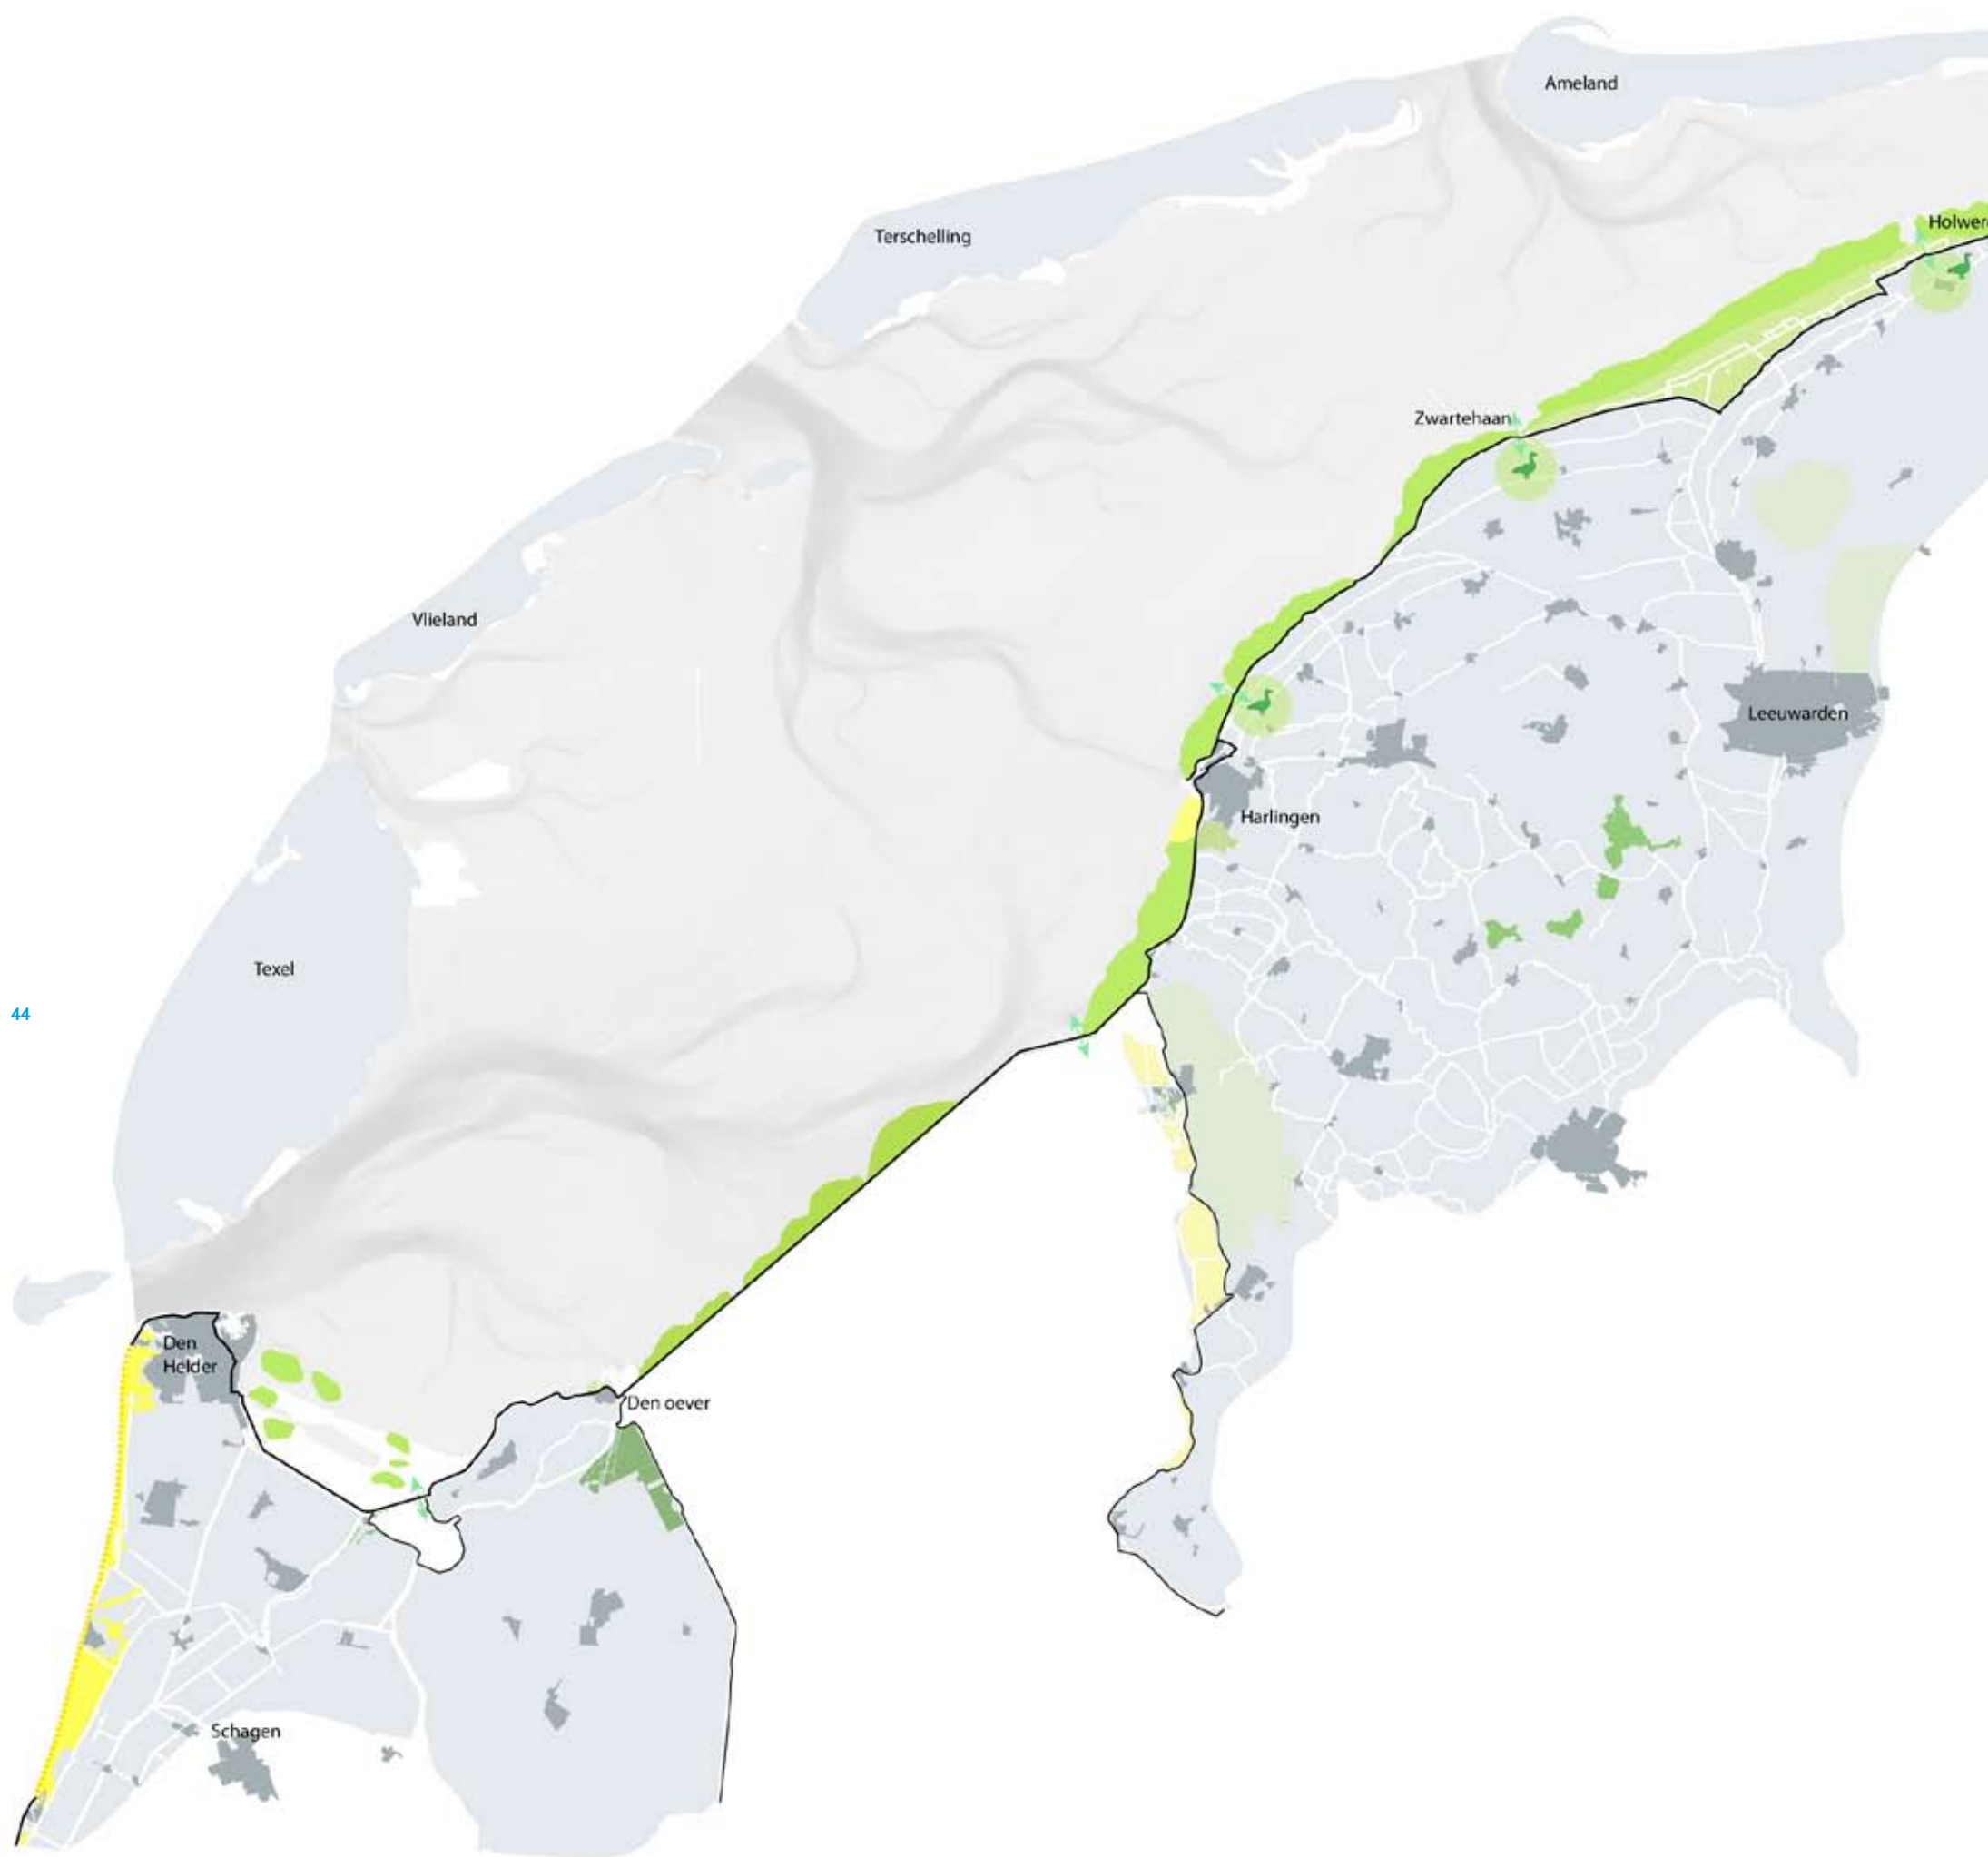 Ameland
Holwer
Terschelling
Zwartehaan
Vlieland
Leeuwarden
Harlingen
Texel
44
Den
Helder
Den oever
Schagen